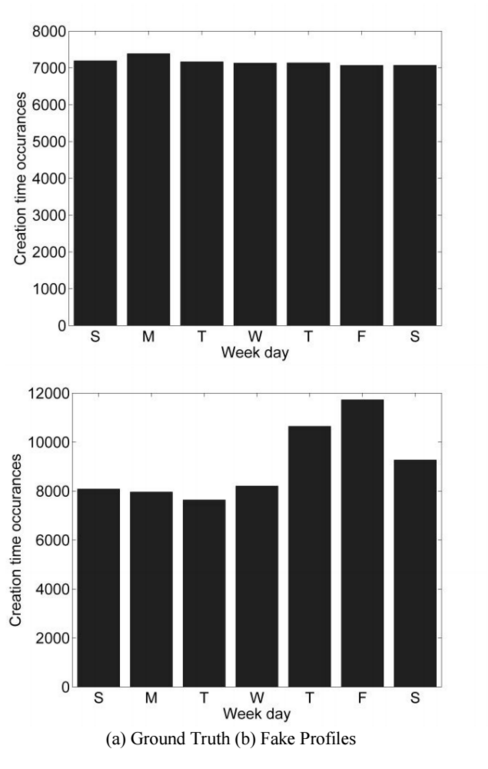 8000
7000
6000
5000
4000
3000
2000
1000
0
Creation time occurances
S M T W T F S
Week day
12000
10000
8000
6000
4000
2000
0
Creation time occurances
S M T W T F S
Week day
(a) Ground Truth (b) Fake Profiles